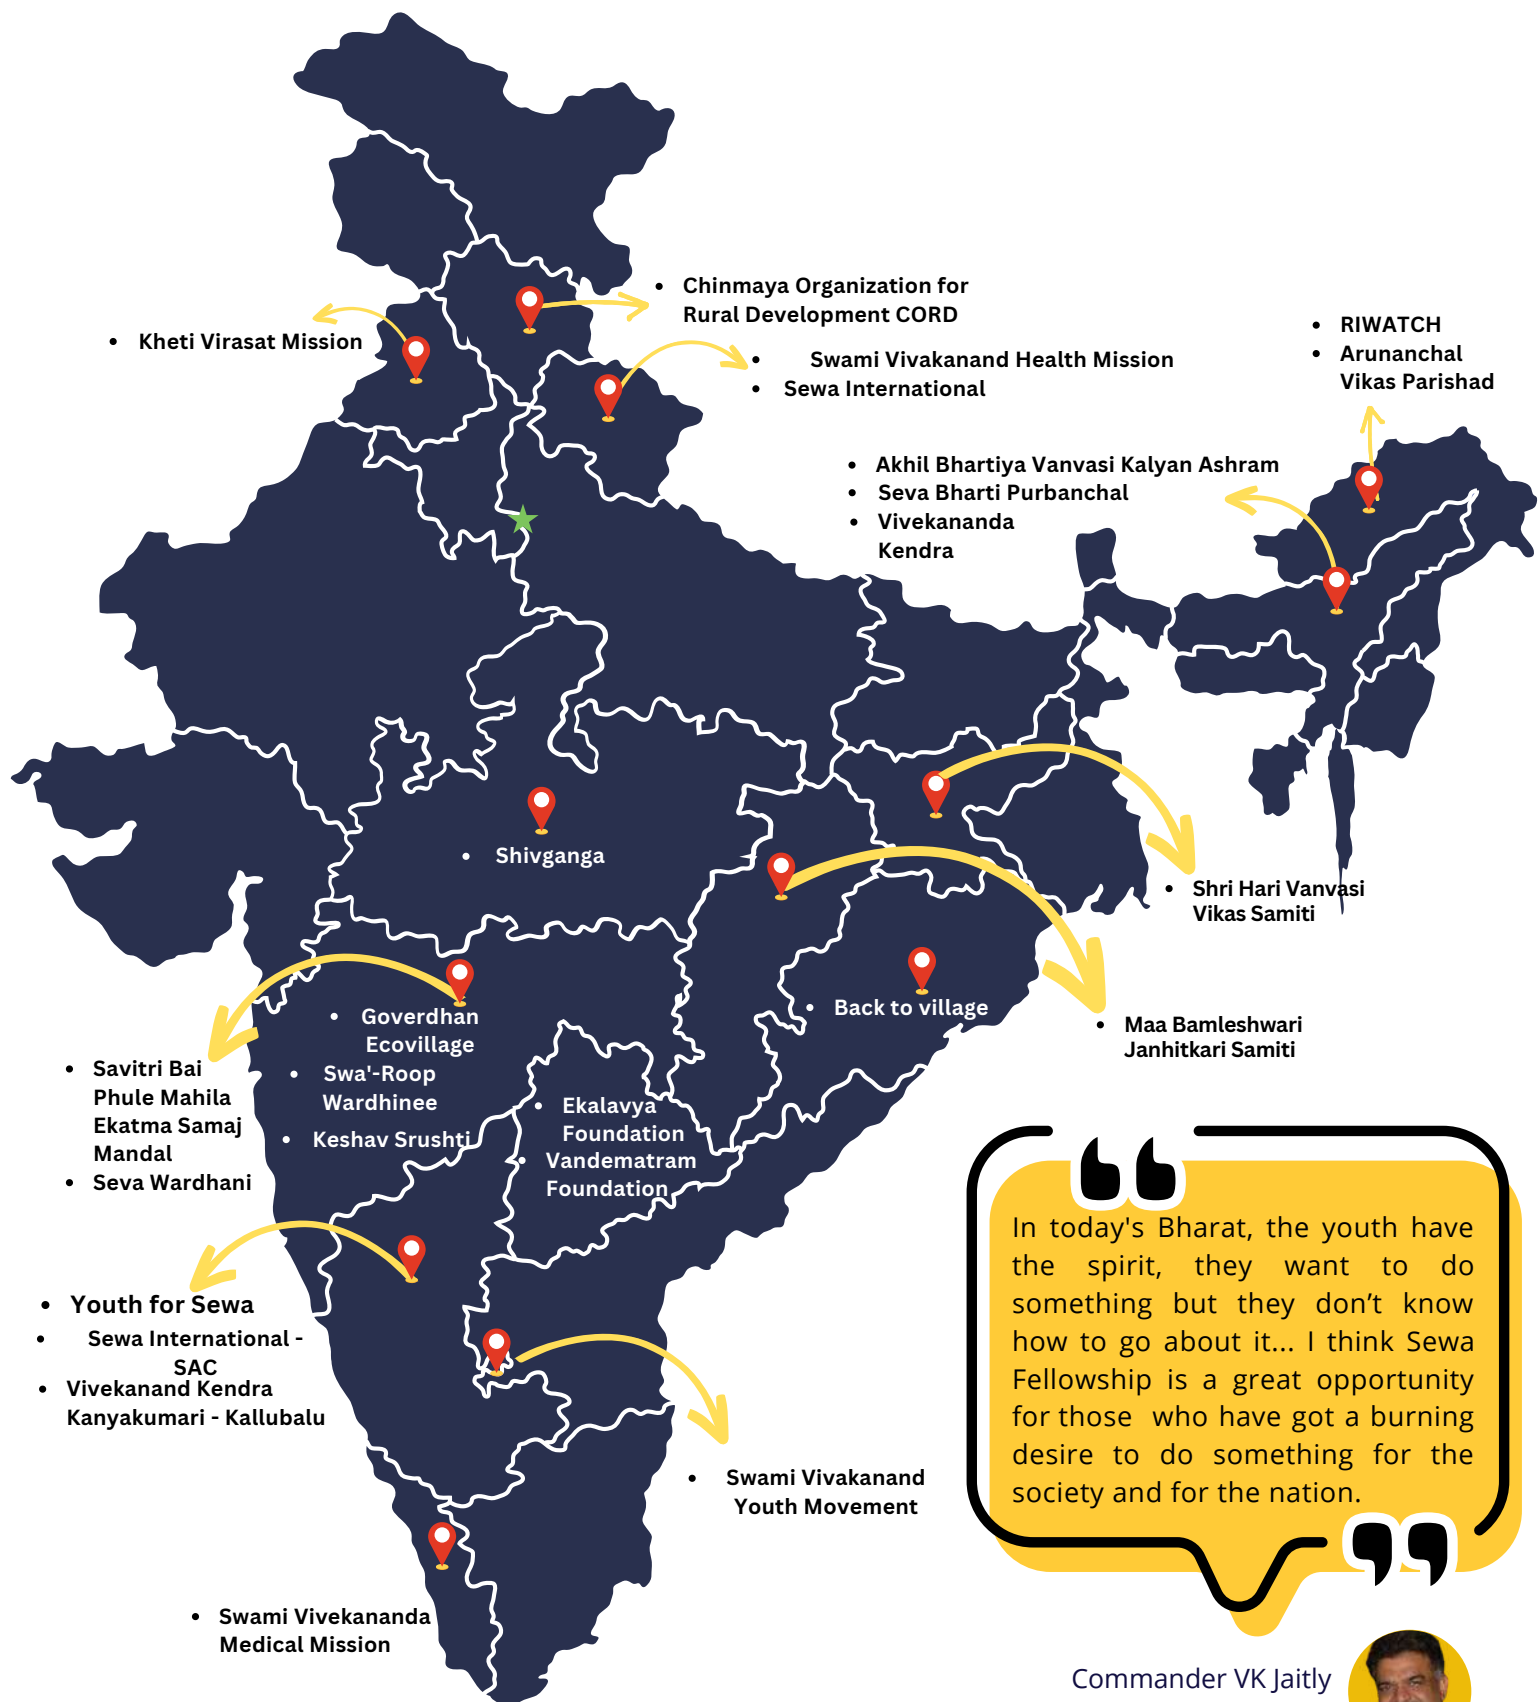 • Chinmaya Organization for
Rural Development CORD
• Kheti Virasat Mission
• RIWATCH
• Arunanchal
Vikas Parishad
• Swami Vivakanand Health Mission
• Sewa International
• Akhil Bhartiya Vanvasi Kalyan Ashram
• Seva Bharti Purbanchal
• Vivekananda
Kendra
• Shivganga
• Shri Hari Vanvasi
Vikas Samiti
• Back to village
• Maa Bamleshwari
Janhitkari Samiti
• Goverdhan
Ecovillage
• Swa'-Roop
Wardhinee
• Keshav Srushti
• Savitri Bai
Phule Mahila
Ekatma Samaj
Mandal
• Seva Wardhani
• Ekalavya
Foundation
• Vandematram
Foundation
• Youth for Sewa
• Sewa International -
SAC
• Vivekanand Kendra
Kanyakumari - Kallubalu
• Swami Vivakanand
Youth Movement
• Swami Vivekananda
Medical Mission
In today's Bharat, the youth have
the spirit, they want to do
something but they don’t know
how to go about it... I think Sewa
Fellowship is a great opportunity
for those who have got a burning
desire to do something for the
society and for the nation.
Commander VK Jaitly